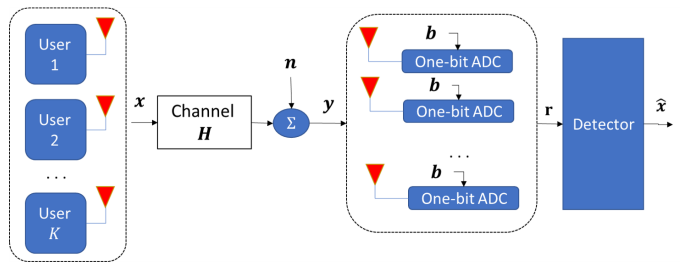 User
1
User
2
...
User
K
x
Channel
H
n
Σ
y
b
One-bit ADC
b
One-bit ADC
...
b
One-bit ADC
r
Detector
x̂